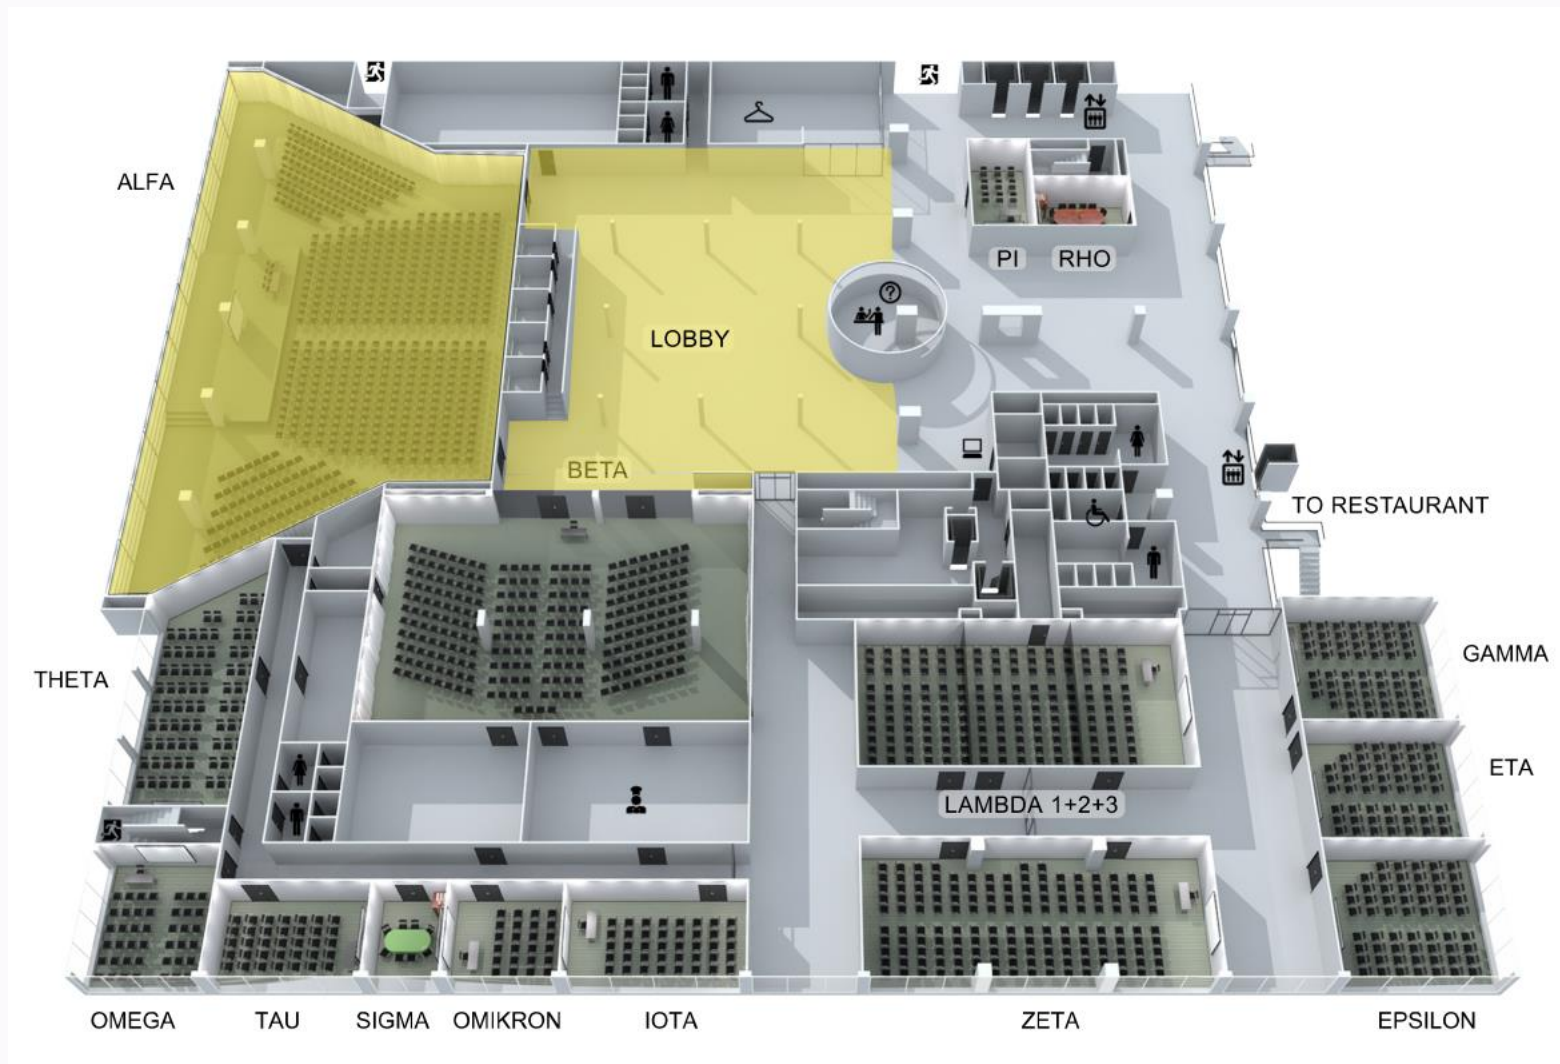 ALFA
PI
RHO
?
LOBBY
BETA
TO RESTAURANT
THETA
GAMMA
ETA
LAMBDA 1+2+3
OMEGA
TAU
SIGMA
OMIKRON
IOTA
ZETA
EPSILON